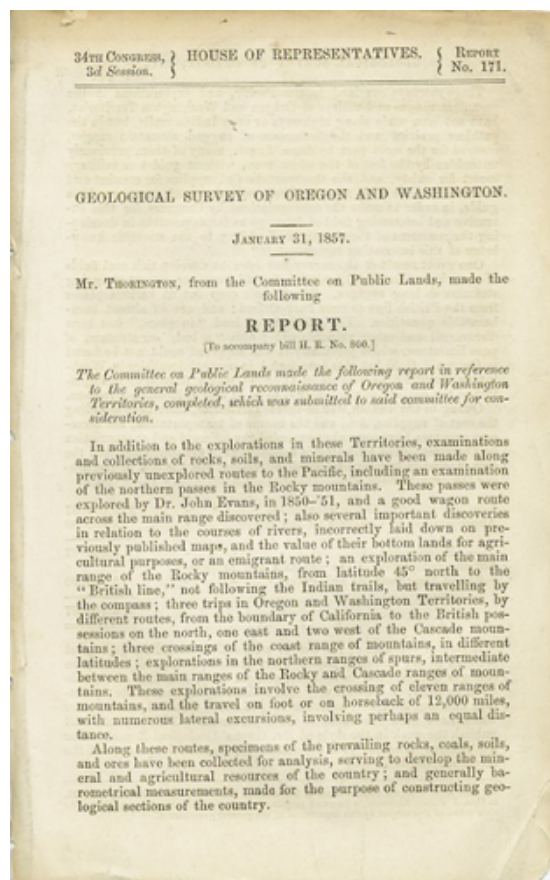 34TH CONGRESS, HOUSE OF REPRESENTATIVES. REPORT
3d Session. No. 171.
GEOLOGICAL SURVEY OF OREGON AND WASHINGTON.
JANUARY 31, 1857.
Mr. THORINGTON, from the Committee on Public Lands, made the
following
REPORT.
[To accompany bill H. R. No. 860.]
The Committee on Public Lands made the following report in reference
to the general geological reconnaissance of Oregon and Washington
Territories, completed, which was submitted to said committee for con-
sideration.
In addition to the explorations in these Territories, examinations
and collections of rocks, soils, and minerals have been made along
previously unexplored routes to the Pacific, including an examination
of the northern passes in the Rocky mountains. These passes were
explored by Dr. John Evans, in 1850-'51, and a good wagon route
across the main range discovered; also several important discoveries
in relation to the courses of rivers, incorrectly laid down on pre-
viously published maps, and the value of their bottom lands for agri-
cultural purposes, or an emigrant route; an exploration of the main
range of the Rocky mountains, from latitude 45° north to the
"British line," not following the Indian trails, but travelling by
the compass; three trips in Oregon and Washington Territories, by
different routes, from the boundary of California to the British pos-
sessions on the north, one east and two west of the Cascade moun-
tains; three crossings of the coast range of mountains, in different
latitudes; explorations in the northern ranges of spurs, intermediate
between the main ranges of the Rocky and Cascade ranges of moun-
tains. These explorations involve the crossing of eleven ranges of
mountains, and the travel on foot or on horseback of 12,000 miles,
with numerous lateral excursions, involving perhaps an equal dis-
tance.
Along these routes, specimens of the prevailing rocks, coals, soils,
and ores have been collected for analysis, serving to develop the min-
eral and agricultural resources of the country; and generally ba-
rometrical measurements, made for the purpose of constructing geo-
logical sections of the country.